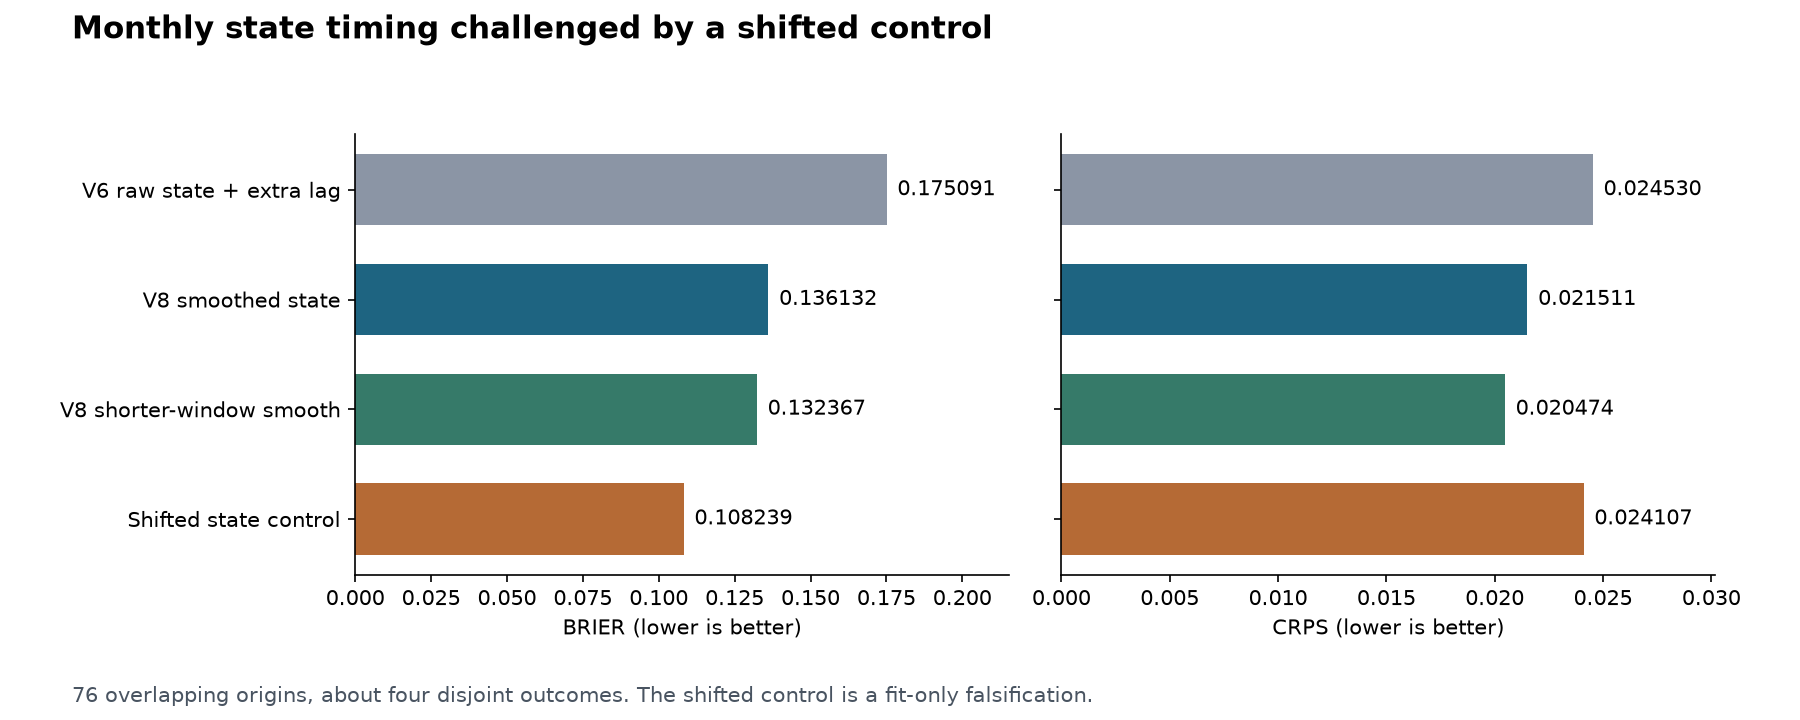 Monthly state timing challenged by a shifted control
V6 raw state + extra lag
0.175091
0.024530
V8 smoothed state
0.136132
0.021511
V8 shorter-window smooth
0.132367
0.020474
Shifted state control
0.108239
0.024107
0.000 0.025 0.050 0.075 0.100 0.125 0.150 0.175 0.200
0.000 0.005 0.010 0.015 0.020 0.025 0.030
BRIER (lower is better)
CRPS (lower is better)
76 overlapping origins, about four disjoint outcomes. The shifted control is a fit-only falsification.